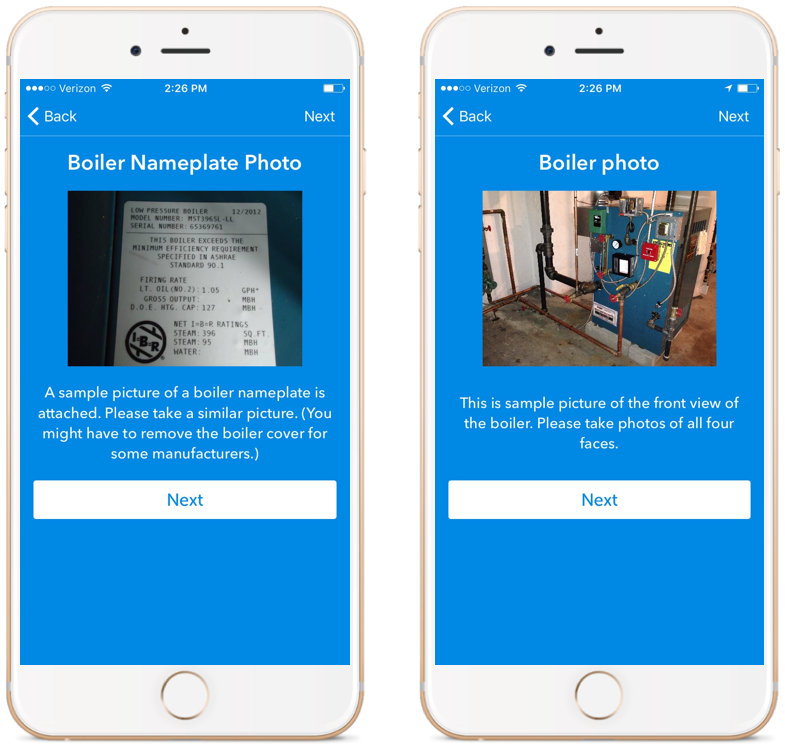 Verizon 2:26 PM
Back Next
Boiler Nameplate Photo
LOW PRESSURE BOILER 12/2012
MODEL NUMBER: MST396SL-LL
SERIAL NUMBER: 65369761
THIS BOILER EXCEEDS THE
MINIMUM EFFICIENCY REQUIREMENT
SPECIFIED IN ASHRAE
STANDARD 90.1
FIRING RATE
LT. OIL(NO.2): 1.05 GPH*
GROSS OUTPUT: MBH
D.O.E. HTG. CAP: 127 MBH
I=B=R
NET I=B=R RATINGS
STEAM: 396 SQ.FT.
STEAM: 95 MBH
WATER: MBH
A sample picture of a boiler nameplate is
attached. Please take a similar picture. (You
might have to remove the boiler cover for
some manufacturers.)
Next
Verizon 2:26 PM
Back Next
Boiler photo
This is sample picture of the front view of
the boiler. Please take photos of all four
faces.
Next